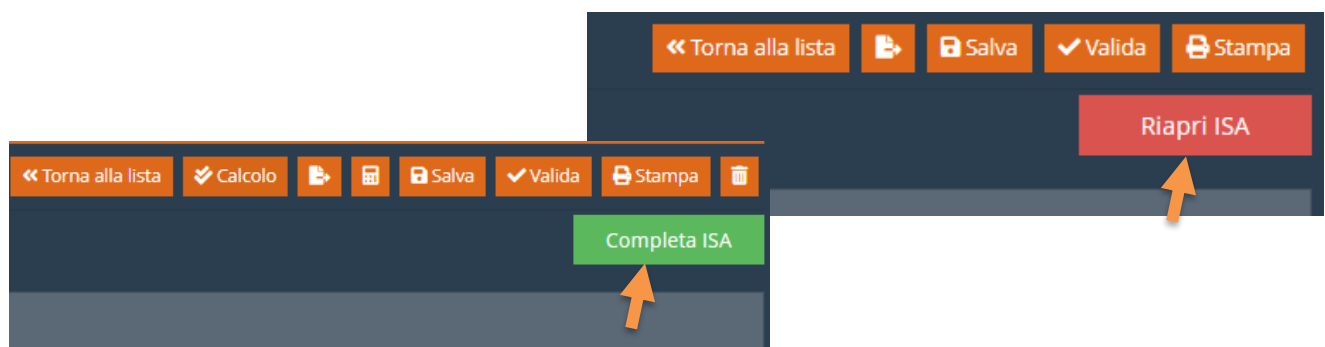 Torna alla lista Salva Valida Stampa
Riapri ISA
Torna alla lista Calcolo Salva Valida Stampa
Completa ISA